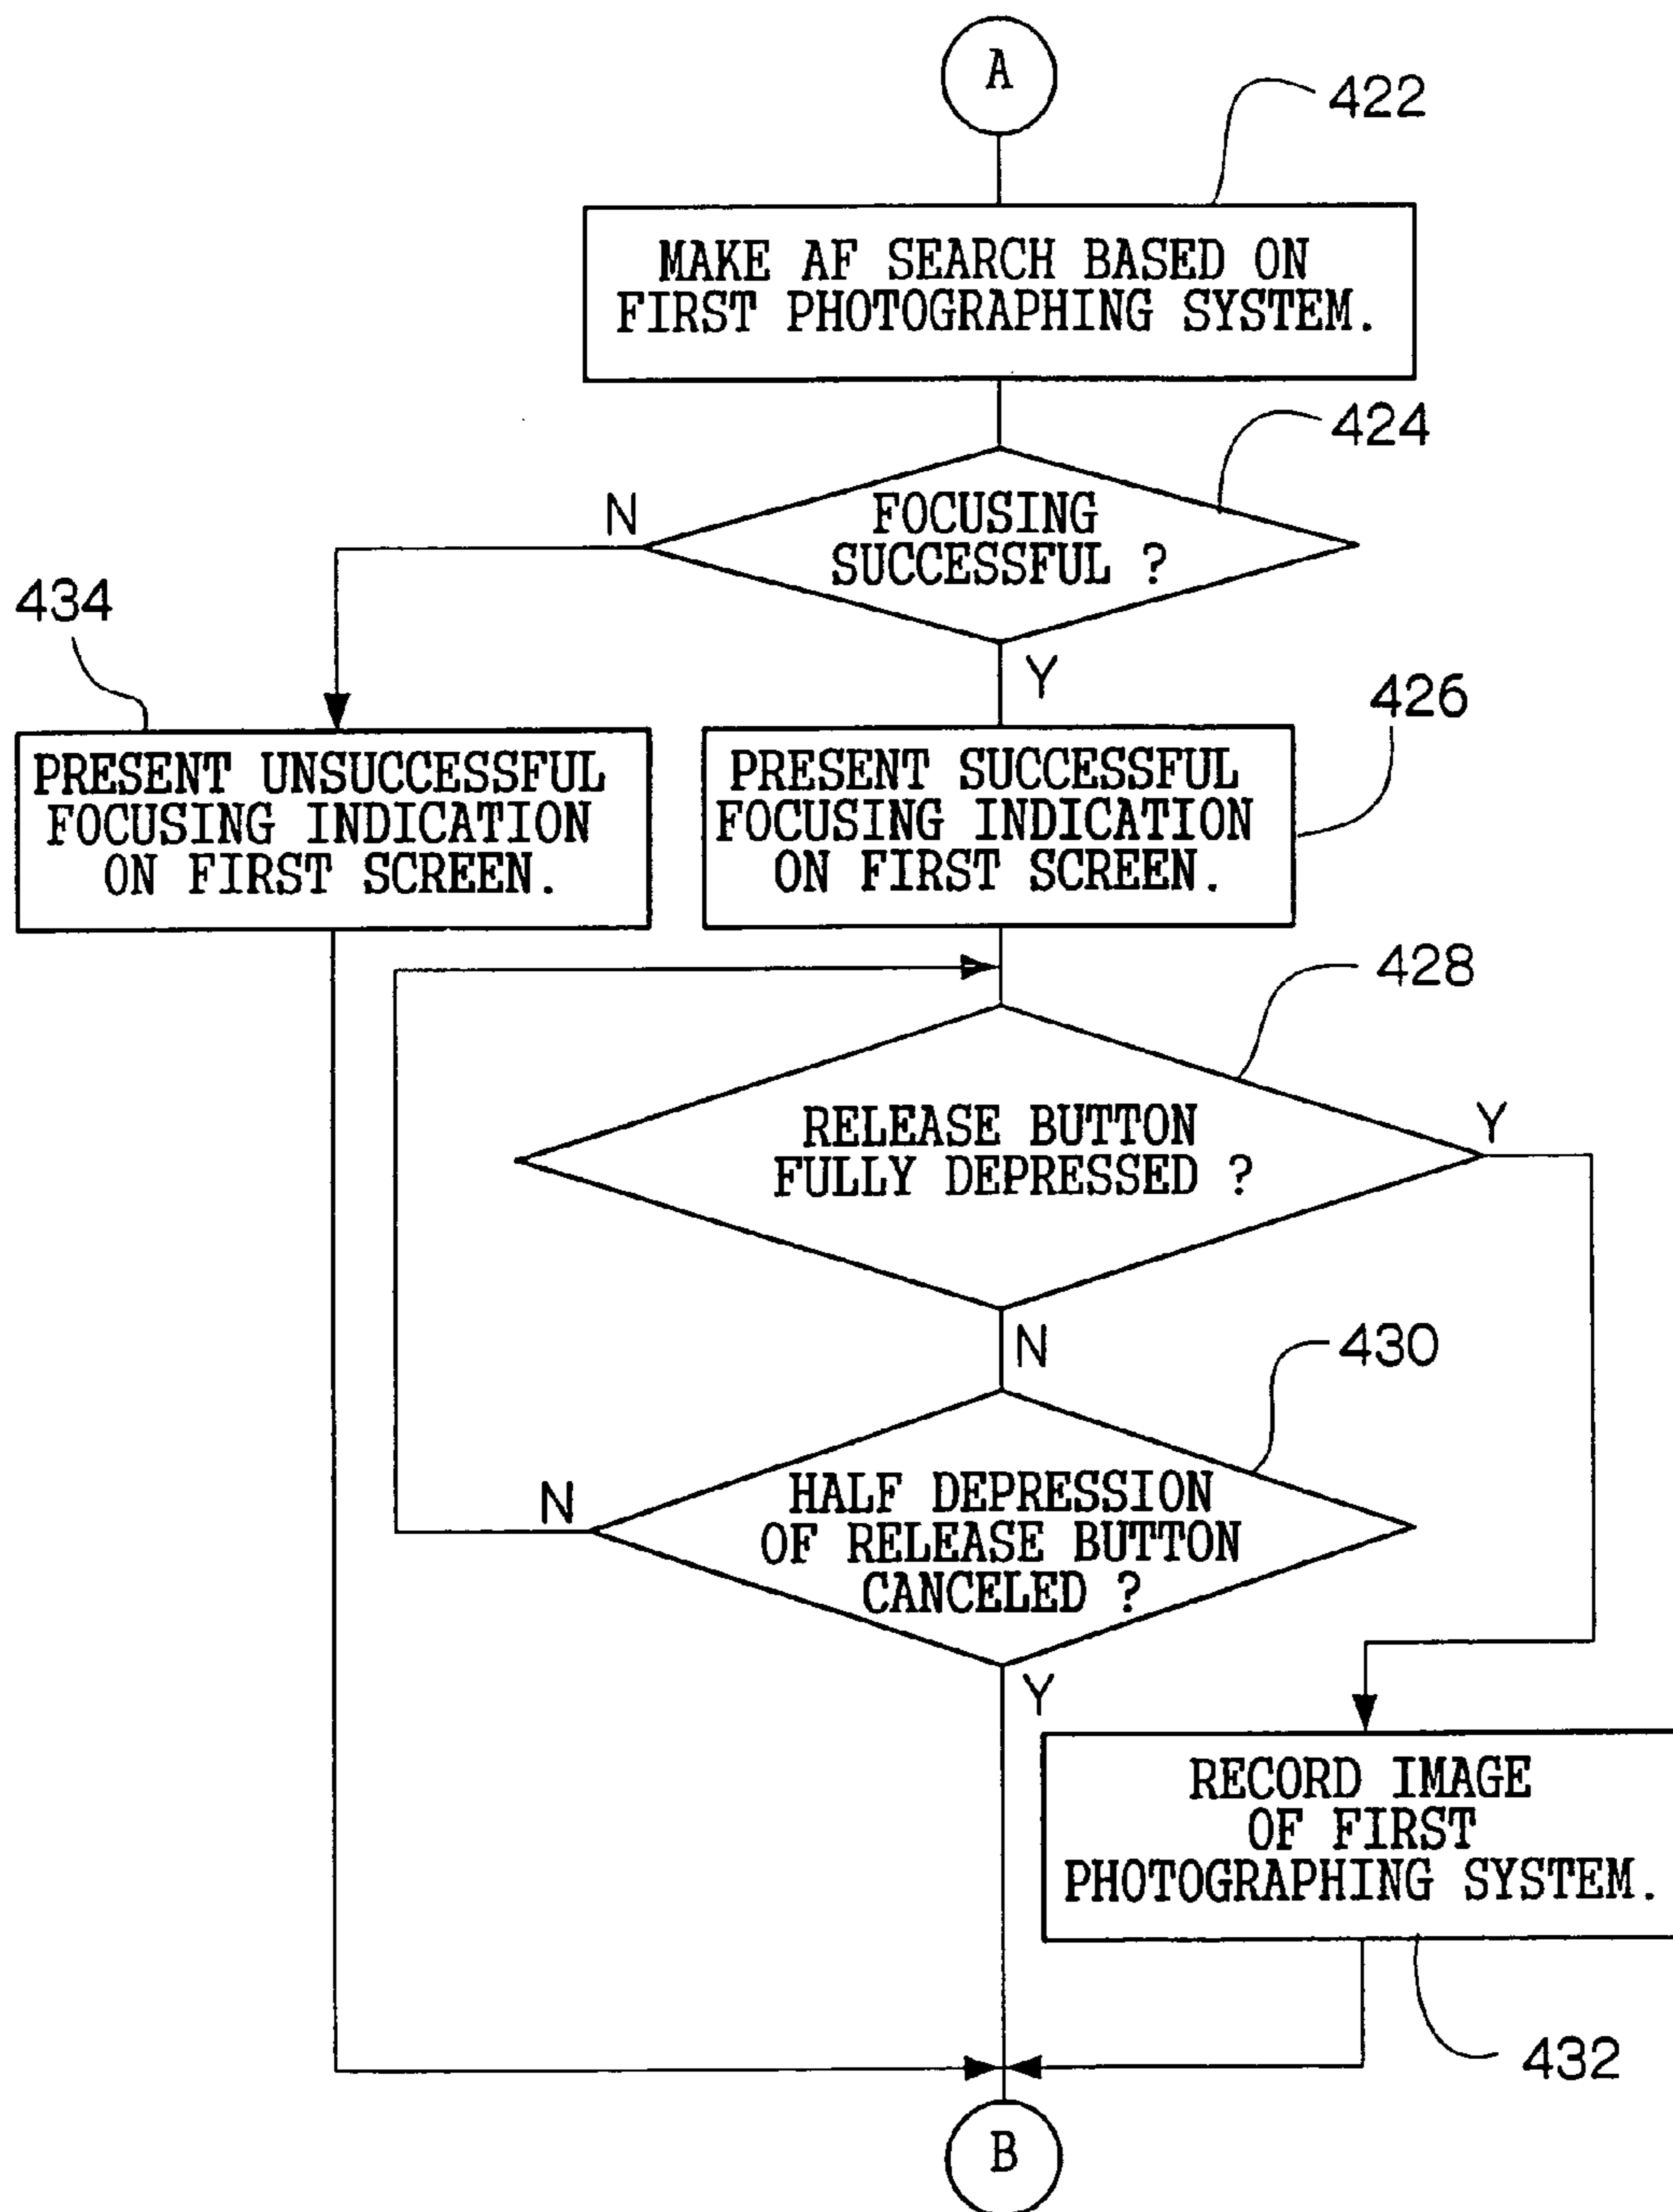 A
422
MAKE AF SEARCH BASED ON
FIRST PHOTOGRAPHING SYSTEM.
424
N
FOCUSING
SUCCESSFUL ?
434
Y
426
PRESENT UNSUCCESSFUL
FOCUSING INDICATION
ON FIRST SCREEN.
PRESENT SUCCESSFUL
FOCUSING INDICATION
ON FIRST SCREEN.
428
RELEASE BUTTON
FULLY DEPRESSED ?
Y
N
430
N
HALF DEPRESSION
OF RELEASE BUTTON
CANCELED ?
Y
RECORD IMAGE
OF FIRST
PHOTOGRAPHING SYSTEM.
432
B